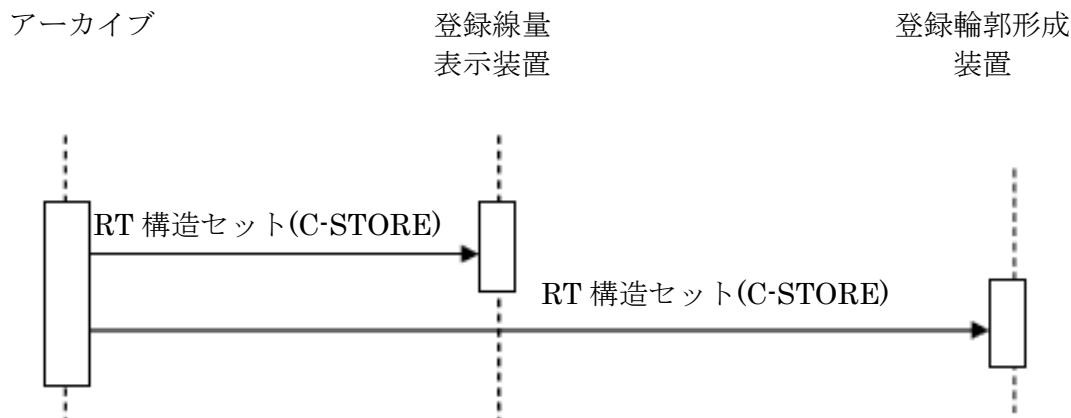 アーカイブ
登録線量
表示装置
登録輪郭形成
装置
RT 構造セット(C-STORE)
RT 構造セット(C-STORE)